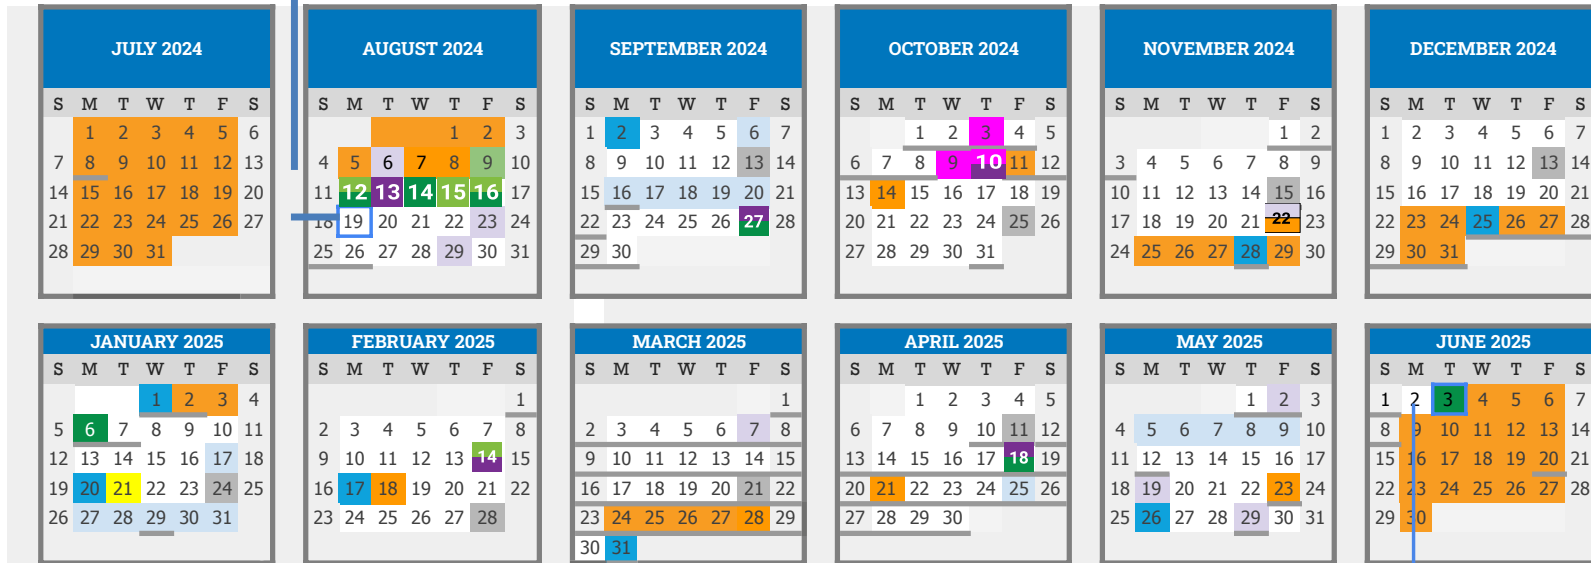 JULY 2024
S M T W T F S
1 2 3 4 5 6
7 8 9 10 11 12 13
14 15 16 17 18 19 20
21 22 23 24 25 26 27
28 29 30 31
AUGUST 2024
S M T W T F S
1 2 3
4 5 6 7 8 9 10
11 12 13 14 15 16 17
18 19 20 21 22 23 24
25 26 27 28 29 30 31
SEPTEMBER 2024
S M T W T F S
1 2 3 4 5 6 7
8 9 10 11 12 13 14
15 16 17 18 19 20 21
22 23 24 25 26 27 28
29 30
OCTOBER 2024
S M T W T F S
1 2 3 4 5
6 7 8 9 10 11 12
13 14 15 16 17 18 19
20 21 22 23 24 25 26
27 28 29 30 31
NOVEMBER 2024
S M T W T F S
1 2
3 4 5 6 7 8 9
10 11 12 13 14 15 16
17 18 19 20 21 22 23
24 25 26 27 28 29 30
DECEMBER 2024
S M T W T F S
1 2 3 4 5 6 7
8 9 10 11 12 13 14
15 16 17 18 19 20 21
22 23 24 25 26 27 28
29 30 31
JANUARY 2025
S M T W T F S
1 2 3 4
5 6 7 8 9 10 11
12 13 14 15 16 17 18
19 20 21 22 23 24 25
26 27 28 29 30 31
FEBRUARY 2025
S M T W T F S
1
2 3 4 5 6 7 8
9 10 11 12 13 14 15
16 17 18 19 20 21 22
23 24 25 26 27 28
MARCH 2025
S M T W T F S
1
2 3 4 5 6 7 8
9 10 11 12 13 14 15
16 17 18 19 20 21 22
23 24 25 26 27 28 29
30 31
APRIL 2025
S M T W T F S
1 2 3 4 5
6 7 8 9 10 11 12
13 14 15 16 17 18 19
20 21 22 23 24 25 26
27 28 29 30
MAY 2025
S M T W T F S
1 2 3
4 5 6 7 8 9 10
11 12 13 14 15 16 17
18 19 20 21 22 23 24
25 26 27 28 29 30 31
JUNE 2025
S M T W T F S
1 2 3 4 5 6 7
8 9 10 11 12 13 14
15 16 17 18 19 20 21
22 23 24 25 26 27 28
29 30